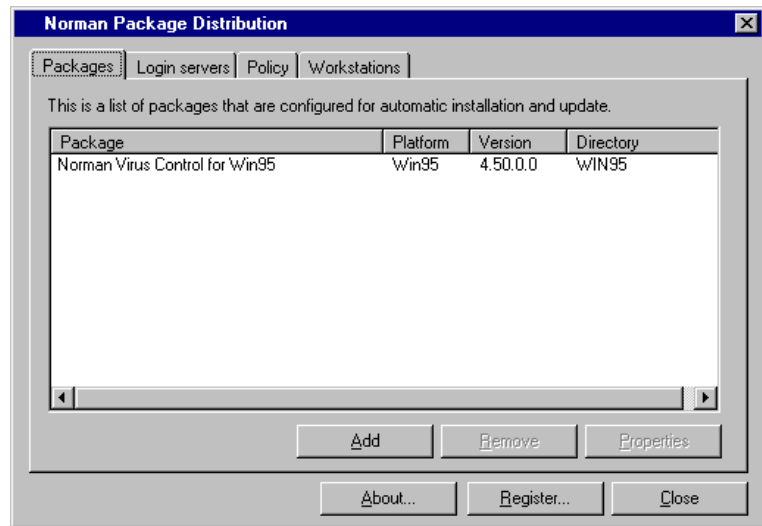 Norman Package Distribution
Packages Login servers Policy Workstations
This is a list of packages that are configured for automatic installation and update.
Package Platform Version Directory
Norman Virus Control for Win95 Win95 4.50.0.0 WIN95
Add Remove Properties
About... Register... Close